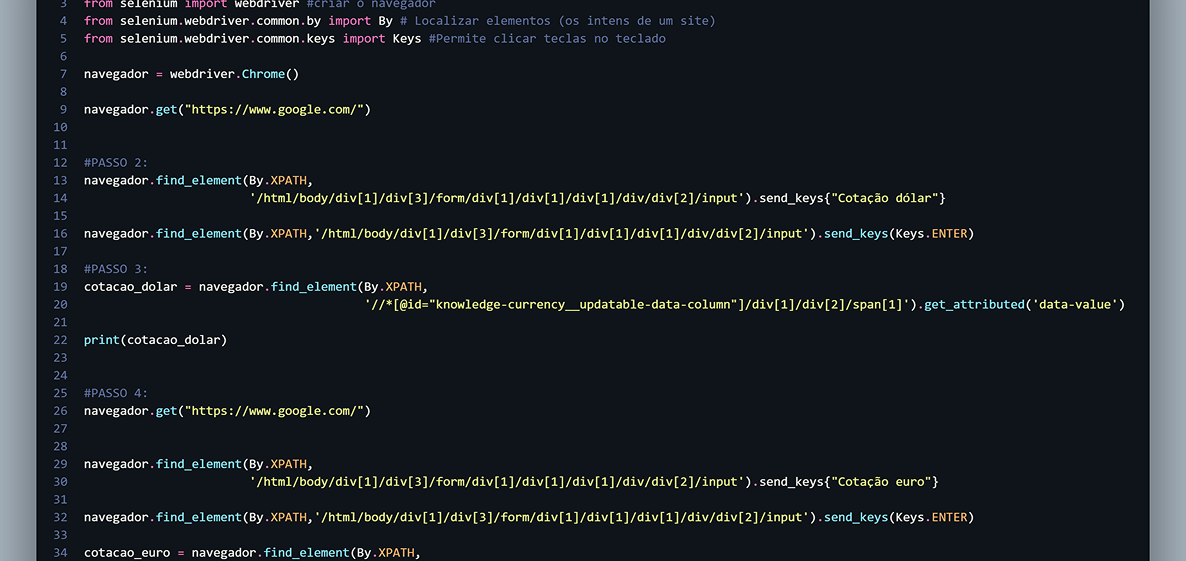 3 from selenium import webdriver #criar o navegador
4 from selenium.webdriver.common.by import By # Localizar elementos (os intens de um site)
5 from selenium.webdriver.common.keys import Keys #Permite clicar teclas no teclado
6
7 navegador = webdriver.Chrome()
8
9 navegador.get("https://www.google.com/")
10
11
12 #PASSO 2:
13 navegador.find_element(By.XPATH,
14 '/html/body/div[1]/div[3]/form/div[1]/div[1]/div[1]/div/div[2]/input').send_keys{"Cotação dólar"}
15
16 navegador.find_element(By.XPATH,'/html/body/div[1]/div[3]/form/div[1]/div[1]/div[1]/div/div[2]/input').send_keys(Keys.ENTER)
17
18 #PASSO 3:
19 cotacao_dolar = navegador.find_element(By.XPATH,
20 '//*[@id="knowledge-currency__updatable-data-column"]/div[1]/div[2]/span[1]').get_attributed('data-value')
21
22 print(cotacao_dolar)
23
24
25 #PASSO 4:
26 navegador.get("https://www.google.com/")
27
28
29 navegador.find_element(By.XPATH,
30 '/html/body/div[1]/div[3]/form/div[1]/div[1]/div[1]/div/div[2]/input').send_keys{"Cotação euro"}
31
32 navegador.find_element(By.XPATH,'/html/body/div[1]/div[3]/form/div[1]/div[1]/div[1]/div/div[2]/input').send_keys(Keys.ENTER)
33
34 cotacao_euro = navegador.find_element(By.XPATH,